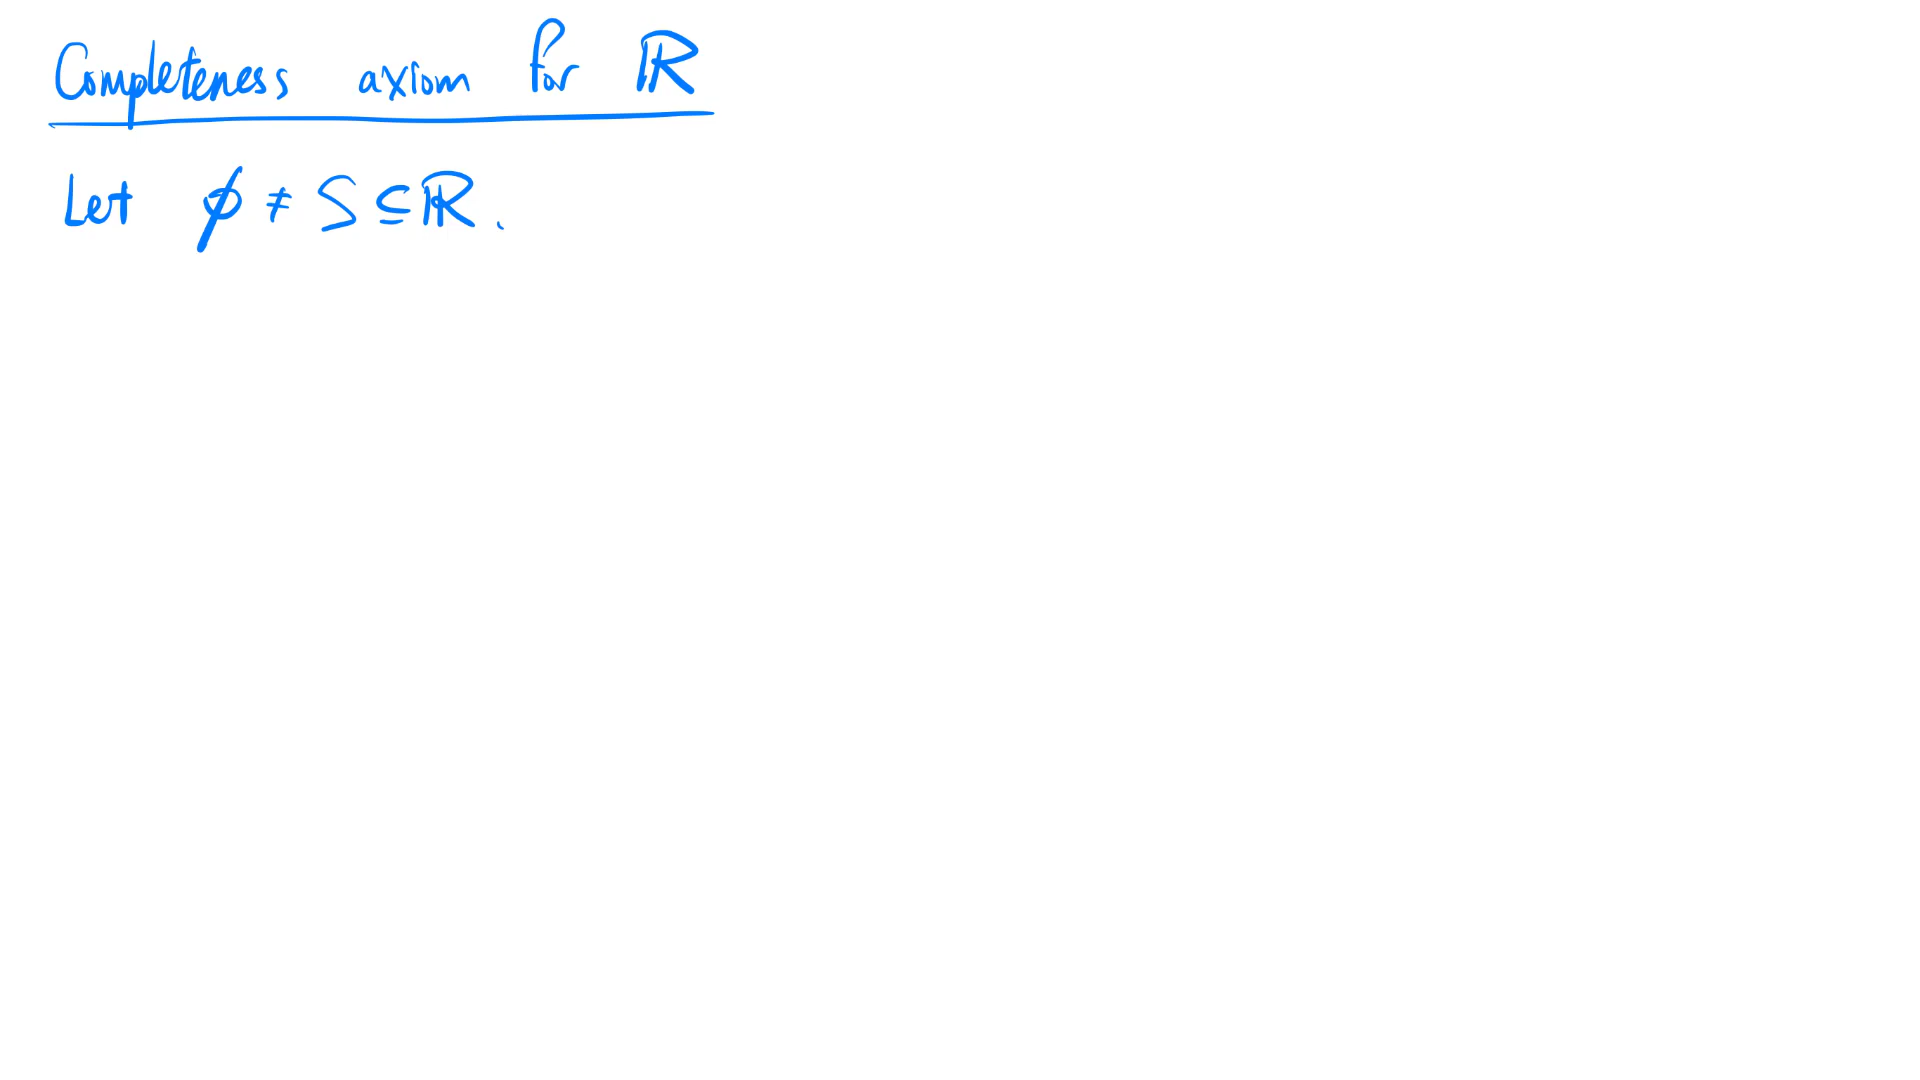 Completeness axiom for ℝ
Let ∅ ≠ S ⊆ ℝ.